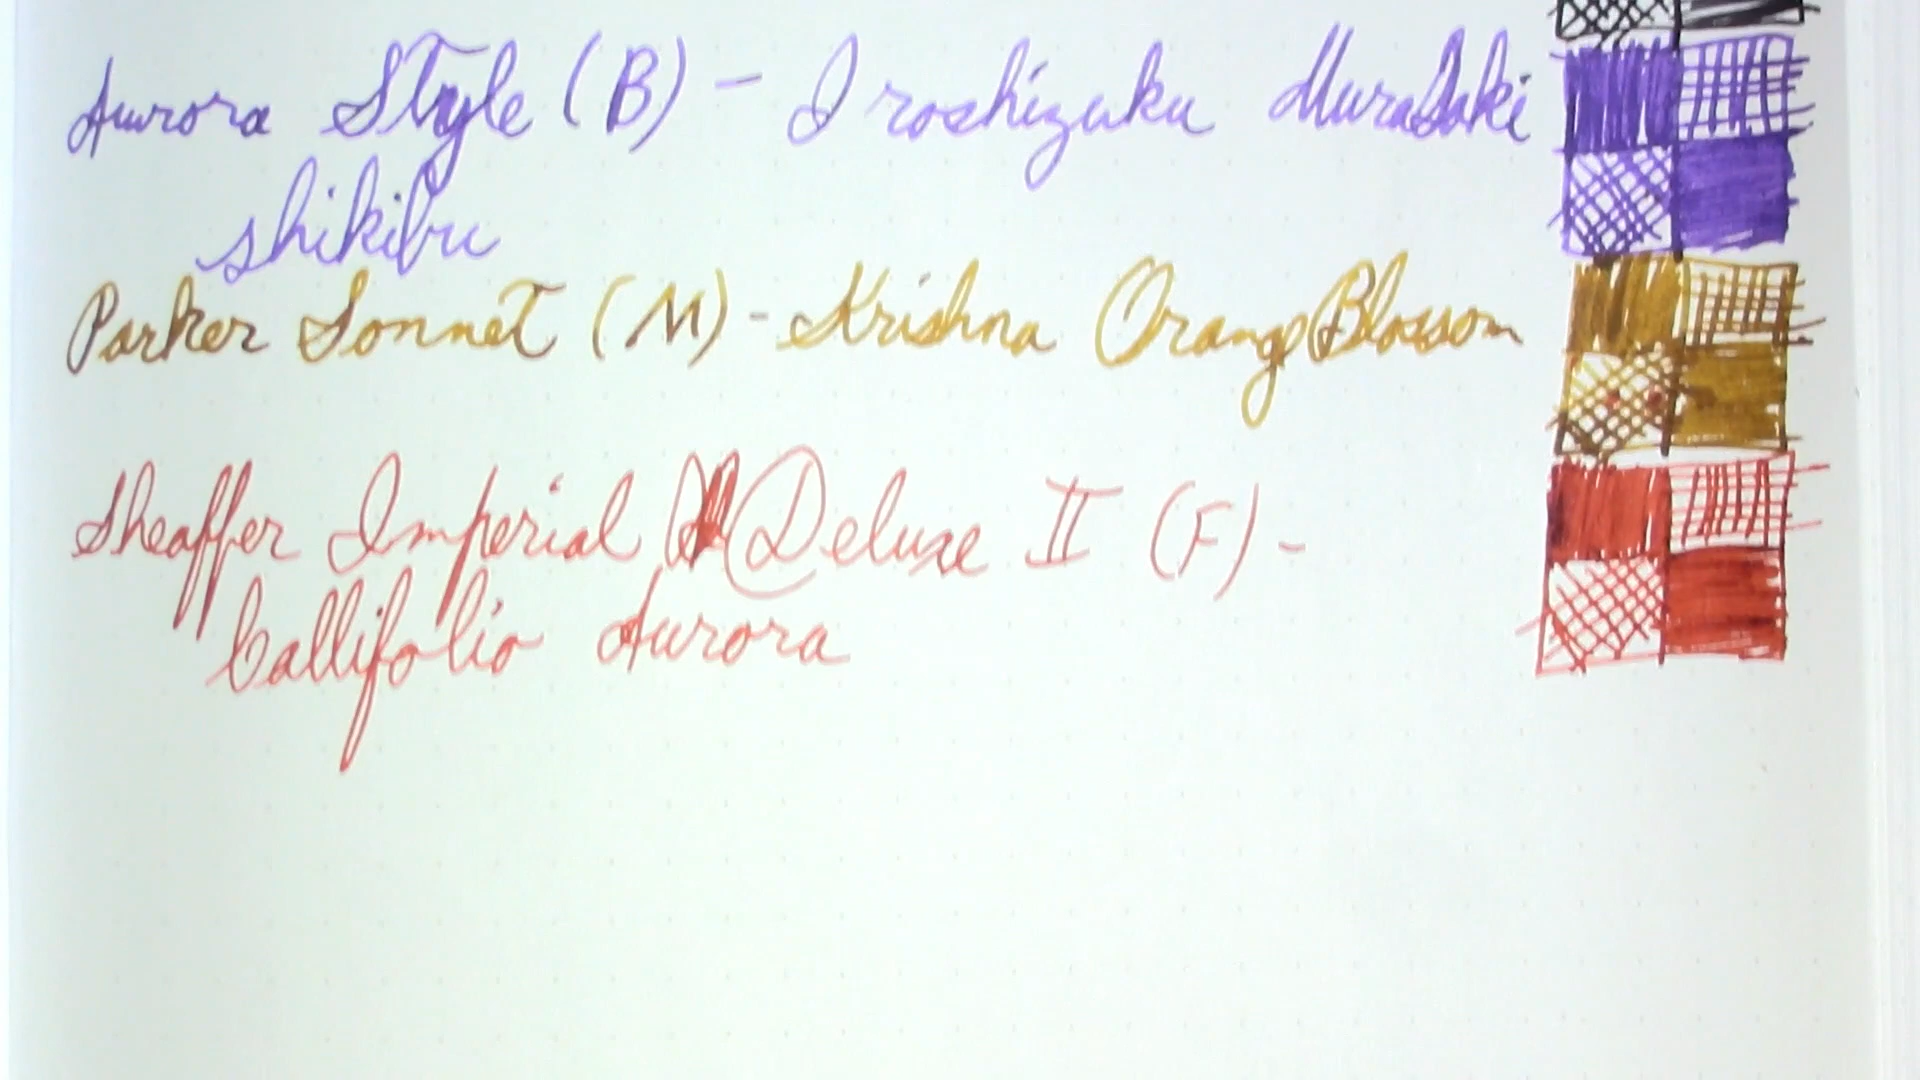 Aurora Style (B) - Iroshizuku Murasaki
shikibu
Parker Sonnet (M) - Krishna Orange Blossom
Sheaffer Imperial Deluxe II (F) -
Callifolio Aurora